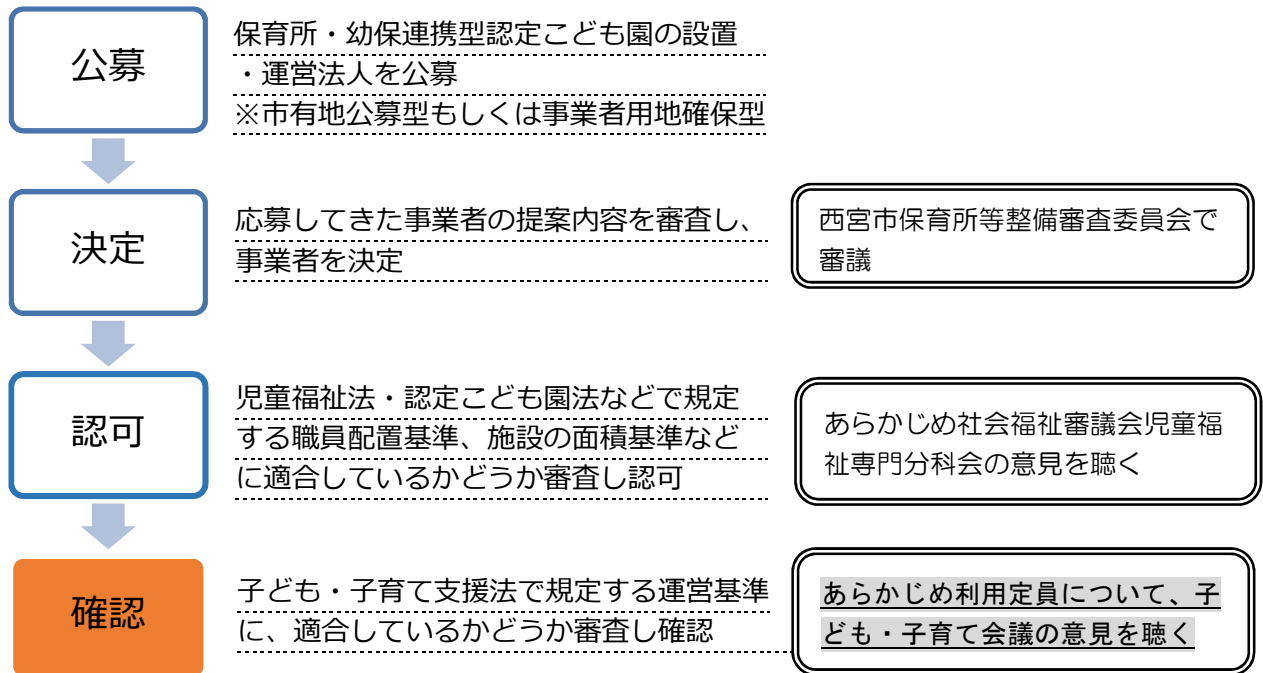 公募
保育所・幼保連携型認定こども園の設置
・運営法人を公募
※市有地公募型もしくは事業者用地確保型
決定
応募してきた事業者の提案内容を審査し、
事業者を決定
西宮市保育所等整備審査委員会で
審議
認可
児童福祉法・認定こども園法などで規定
する職員配置基準、施設の面積基準など
に適合しているかどうか審査し認可
あらかじめ社会福祉審議会児童福
祉専門分科会の意見を聴く
確認
子ども・子育て支援法で規定する運営基準
に、適合しているかどうか審査し確認
あらかじめ利用定員について、子
ども・子育て会議の意見を聴く